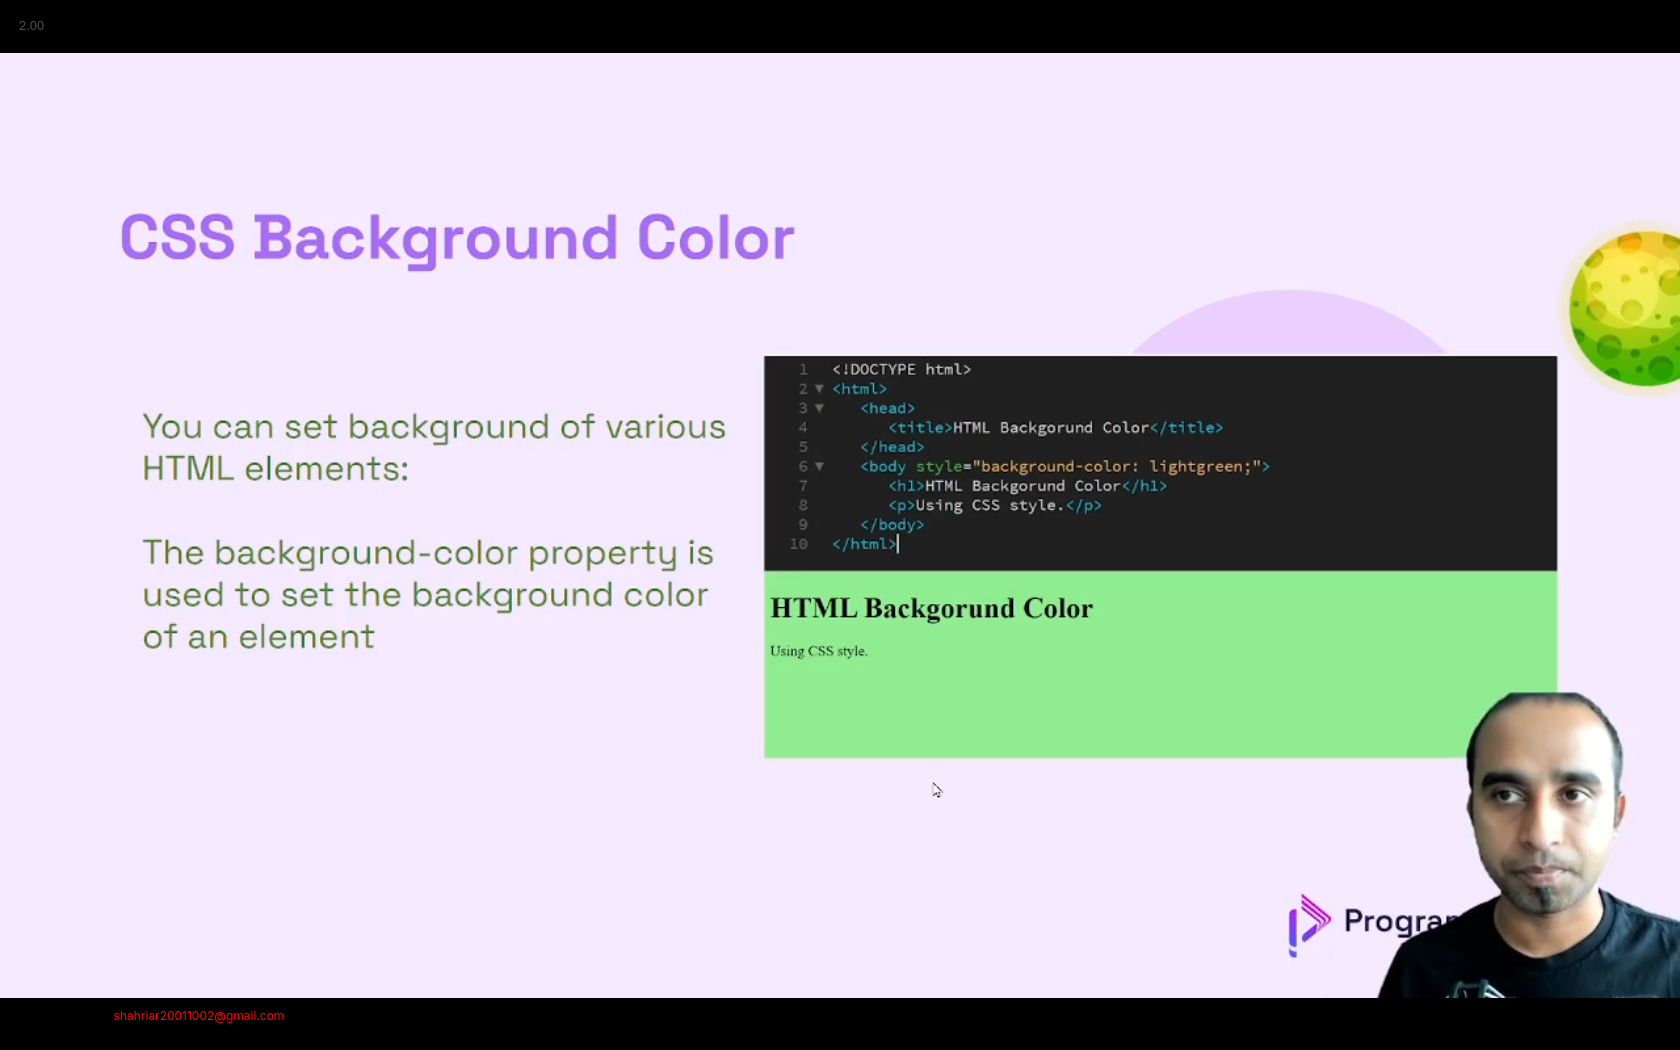 2.00
CSS Background Color
You can set background of various
HTML elements:
The background-color property is
used to set the background color
of an element
1 <!DOCTYPE html>
2 <html>
3 <head>
4 <title>HTML Backgorund Color</title>
5 </head>
6 <body style="background-color: lightgreen;">
7 <h1>HTML Backgorund Color</h1>
8 <p>Using CSS style.</p>
9 </body>
10 </html>
HTML Backgorund Color
Using CSS style.
shahriar20011002@gmail.com